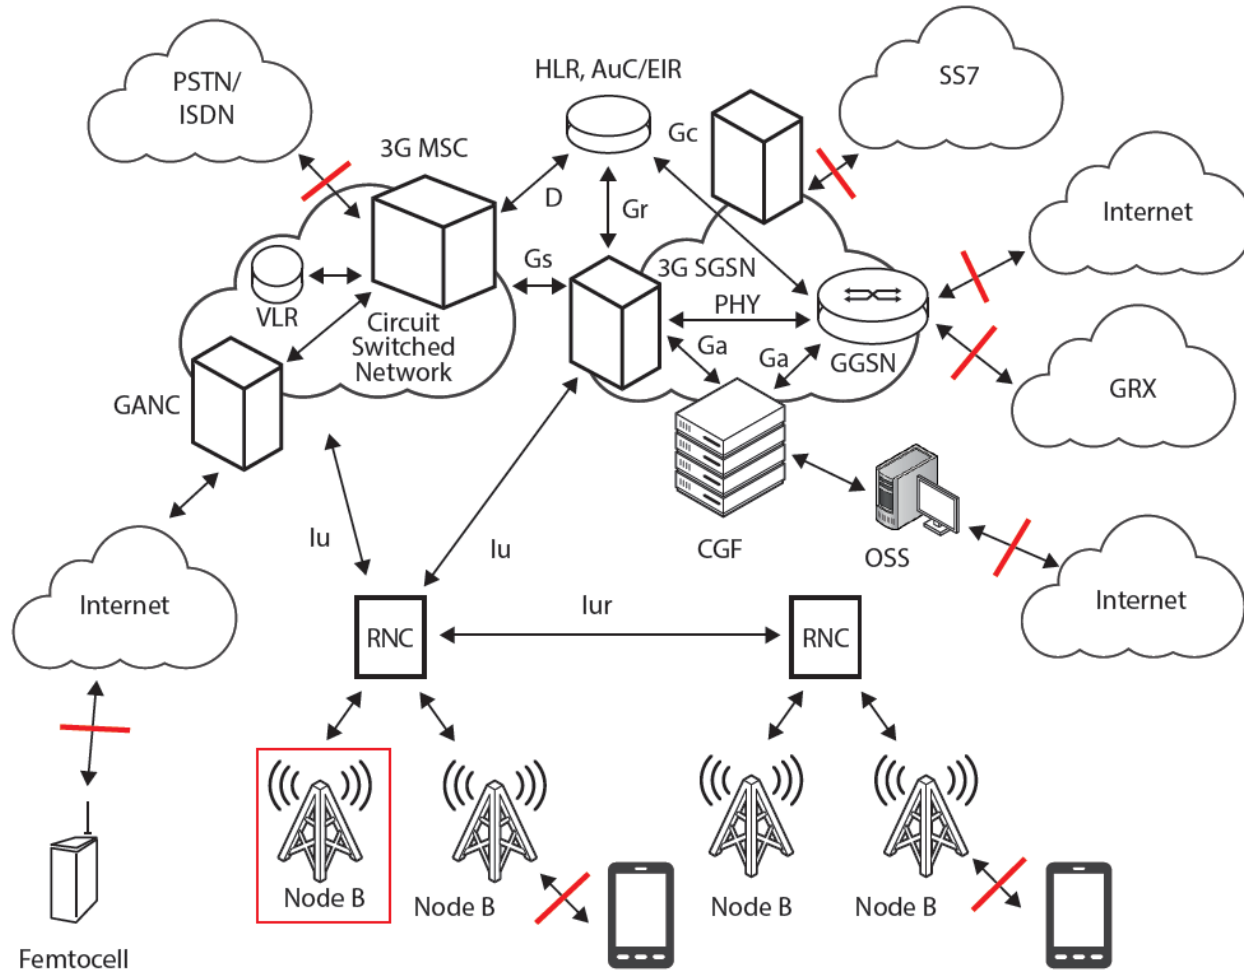 PSTN/
ISDN
HLR, AuC/EIR
SS7
3G MSC
Gc
D
Gr
Internet
Gs
3G SGSN
VLR
PHY
Circuit
Switched
Network
Ga
Ga
GGSN
GANC
GRX
Iu
Iu
CGF
OSS
Internet
Internet
Iur
RNC
RNC
Node B
Node B
Node B
Node B
Femtocell